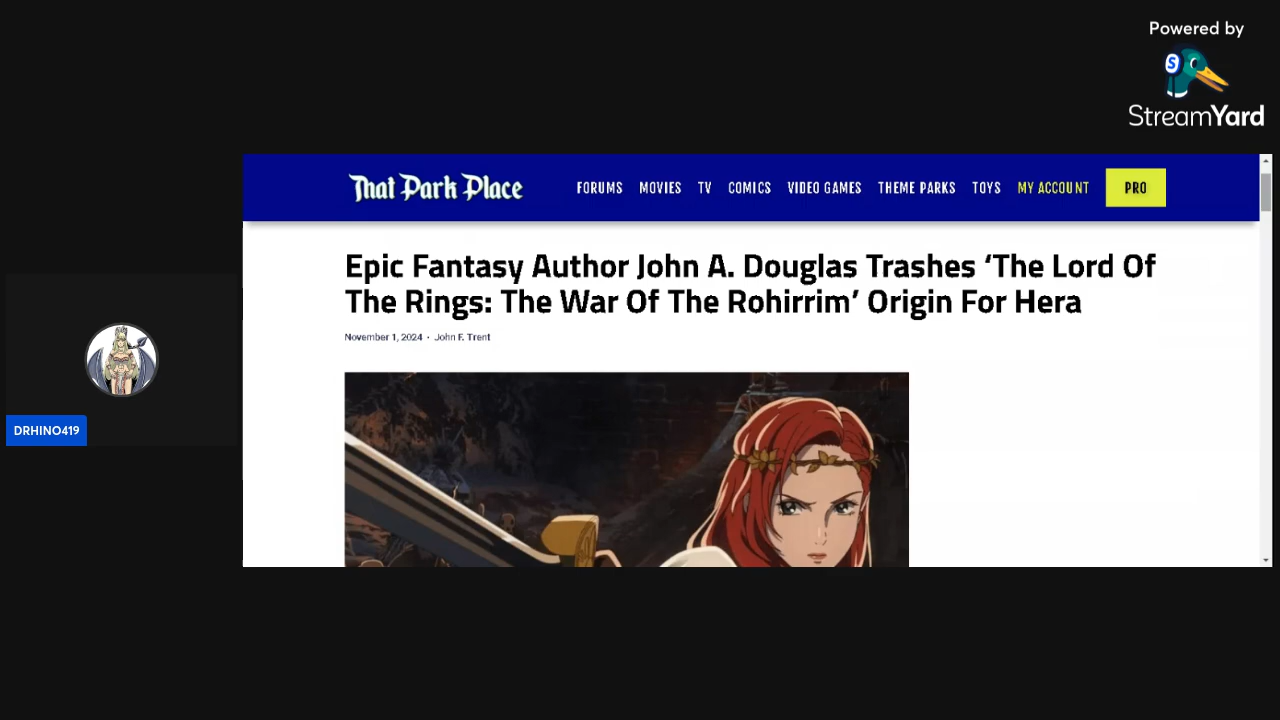 Powered by
S
StreamYard
That Park Place
FORUMS MOVIES TV COMICS VIDEO GAMES THEME PARKS TOYS MY ACCOUNT PRO
Epic Fantasy Author John A. Douglas Trashes ‘The Lord Of
The Rings: The War Of The Rohirrim’ Origin For Hera
November 1, 2024 · John F. Trent
DRHINO419